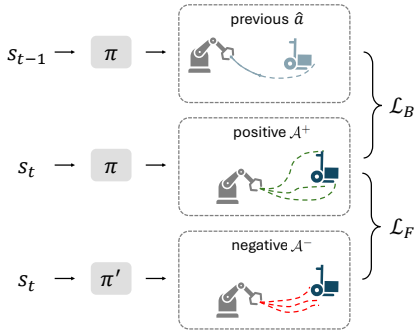 previous â
s_{t-1} → π →
ℒ_B
positive 𝒜⁺
s_t → π →
ℒ_F
negative 𝒜⁻
s_t → π′ →